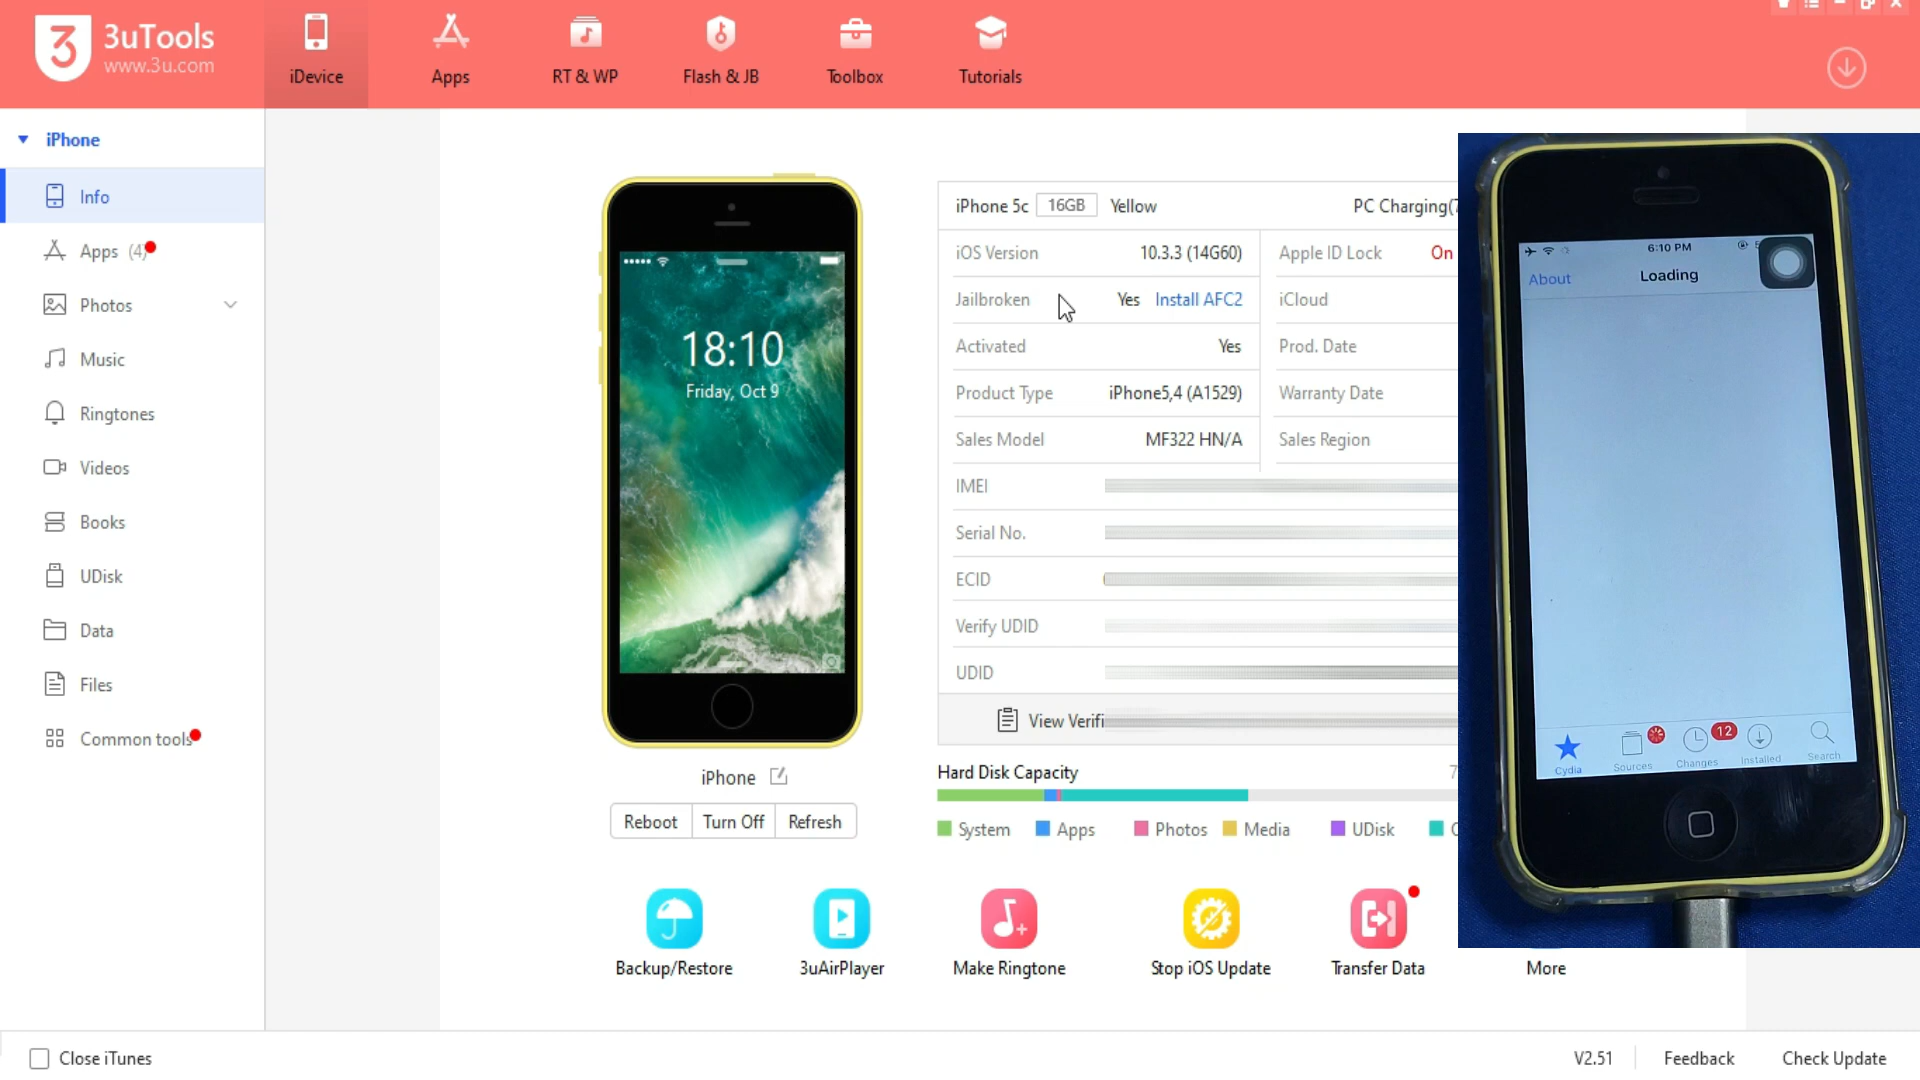 3uTools
www.3u.com
iDevice
Apps
RT & WP
Flash & JB
Toolbox
Tutorials
iPhone
Info
Apps (4)
Photos
Music
Ringtones
Videos
Books
UDisk
Data
Files
Common tools
18:10
Friday, Oct 9
iPhone
Reboot
Turn Off
Refresh
iPhone 5c 16GB Yellow PC Charging(
iOS Version 10.3.3 (14G60) Apple ID Lock On
Jailbroken Yes Install AFC2 iCloud
Activated Yes Prod. Date
Product Type iPhone5,4 (A1529) Warranty Date
Sales Model MF322 HN/A Sales Region
IMEI
Serial No.
ECID
Verify UDID
UDID
View Verifi
Hard Disk Capacity 7
System Apps Photos Media UDisk
Backup/Restore
3uAirPlayer
Make Ringtone
Stop iOS Update
Transfer Data
More
6:10 PM
About Loading
12
Cydia Sources Changes Installed Search
Close iTunes
V2.51 Feedback Check Update